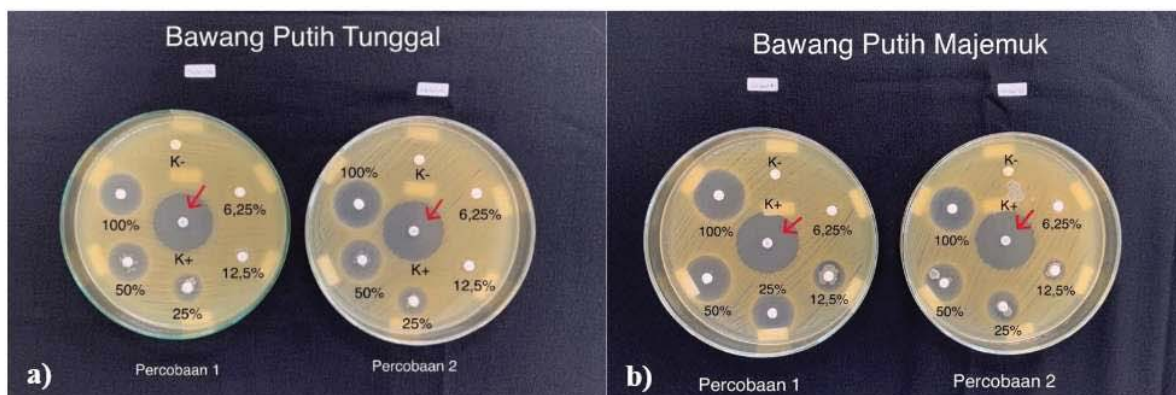 Bawang Putih Tunggal
K-
100%
6,25%
K+
50%
12,5%
25%
Percobaan 1
K-
100%
6,25%
K+
50%
12,5%
25%
Percobaan 2
a)
Bawang Putih Majemuk
K-
K+
100%
6,25%
25%
12,5%
50%
Percobaan 1
K-
K+
6,25%
100%
12,5%
50%
25%
Percobaan 2
b)